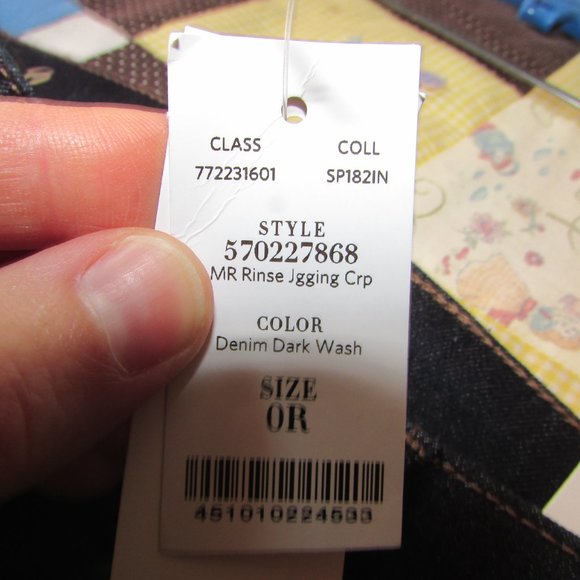 CLASS COLL
772231601 SP182IN
STYLE
570227868
MR Rinse Jgging Crp
COLOR
Denim Dark Wash
SIZE
0R
451010224533